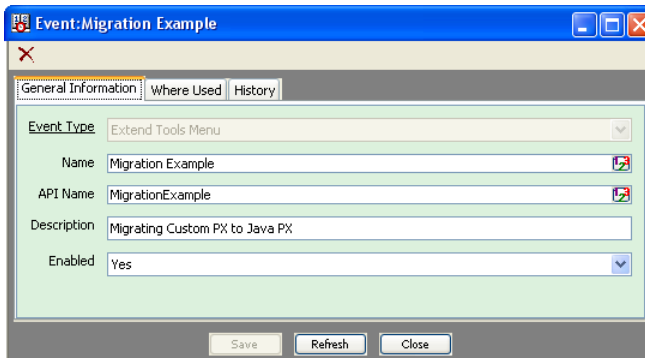 Event:Migration Example
General Information Where Used History
Event Type Extend Tools Menu
Name Migration Example
API Name MigrationExample
Description Migrating Custom PX to Java PX
Enabled Yes
Save Refresh Close